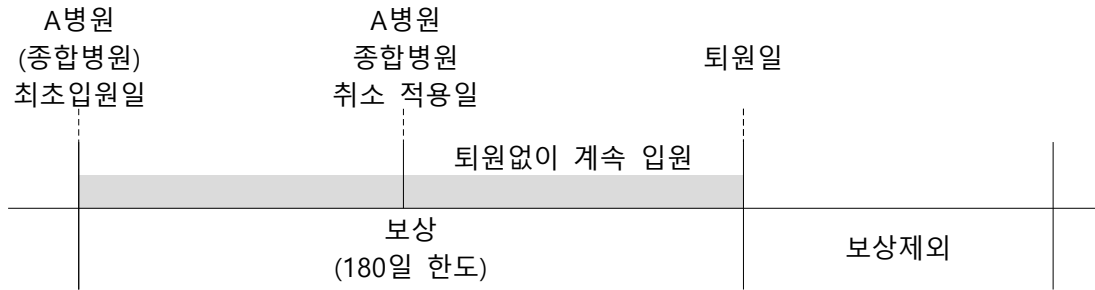 A병원
(종합병원)
최초입원일
A병원
종합병원
취소 적용일
퇴원일
퇴원없이 계속 입원
보상
(180일 한도)
보상제외